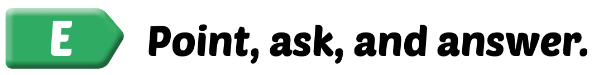 E Point, ask, and answer.